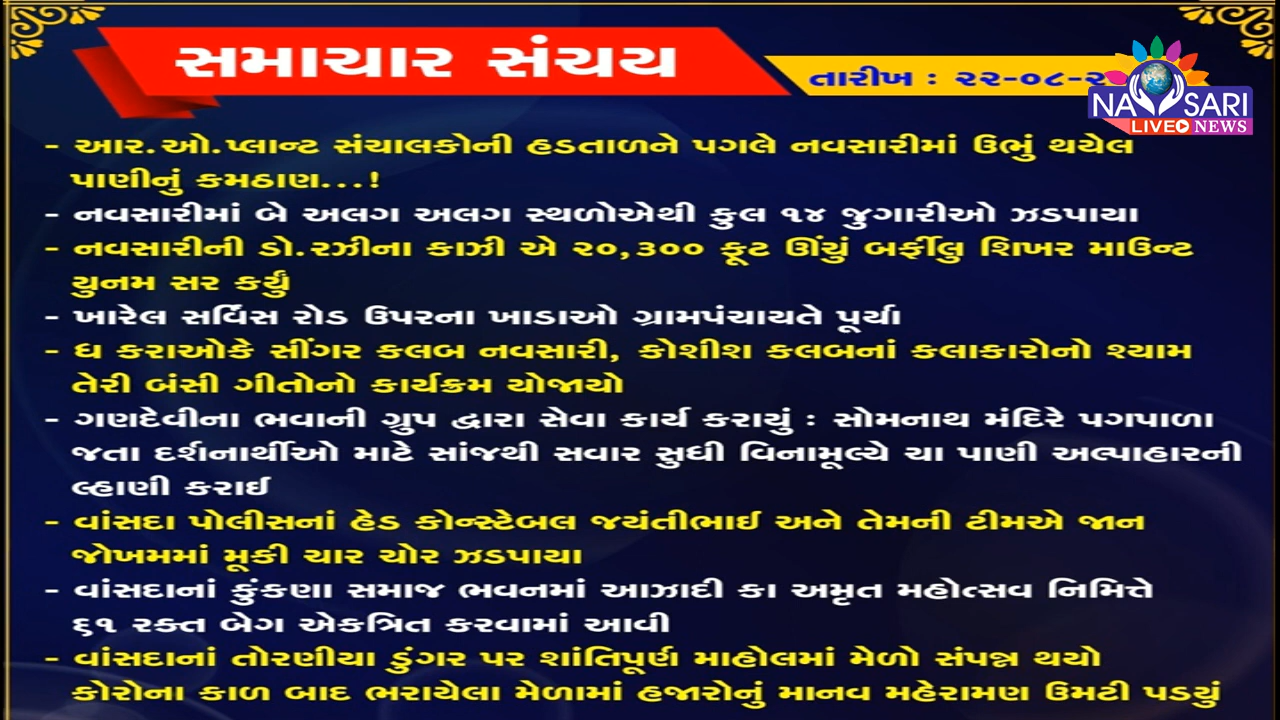 સમાચાર સંચય
તારીખ : ૨૨-૦૮-૨
NAVSARI
LIVE NEWS
- આર.ઓ.પ્લાન્ટ સંચાલકોની હડતાળને પગલે નવસારીમાં ઉભું થયેલ
પાણીનું કમઠાણ...!
- નવસારીમાં બે અલગ અલગ સ્થળોએથી કુલ ૧૪ જુગારીઓ ઝડપાયા
- નવસારીની ડો.રઝીના કાઝી એ ૨૦,૩૦૦ ફૂટ ઊંચું બર્ફીલુ શિખર માઉન્ટ
યુનમ સર કર્યું
- ખારેલ સર્વિસ રોડ ઉપરના ખાડાઓ ગ્રામપંચાયતે પૂર્યા
- ધ કરાઓકે સીંગર કલબ નવસારી, કોશીશ કલબનાં કલાકારોનો શ્યામ
તેરી બંસી ગીતોનો કાર્યક્રમ યોજાયો
- ગણદેવીના ભવાની ગ્રુપ દ્વારા સેવા કાર્ય કરાયું : સોમનાથ મંદિરે પગપાળા
જતા દર્શનાર્થીઓ માટે સાંજથી સવાર સુધી વિનામૂલ્યે ચા પાણી અલ્પાહારની
લ્હાણી કરાઈ
- વાંસદા પોલીસનાં હેડ કોન્સ્ટેબલ જયંતીભાઈ અને તેમની ટીમએ જાન
જોખમમાં મૂકી ચાર ચોર ઝડપાયા
- વાંસદાનાં કુંકણા સમાજ ભવનમાં આઝાદી કા અમૃત મહોત્સવ નિમિત્તે
૬૧ રક્ત બેગ એકત્રિત કરવામાં આવી
- વાંસદાનાં તોરણીયા ડુંગર પર શાંતિપૂર્ણ માહોલમાં મેળો સંપન્ન થયો
કોરોના કાળ બાદ ભરાયેલા મેળામાં હજારોનું માનવ મહેરામણ ઉમટી પડયું